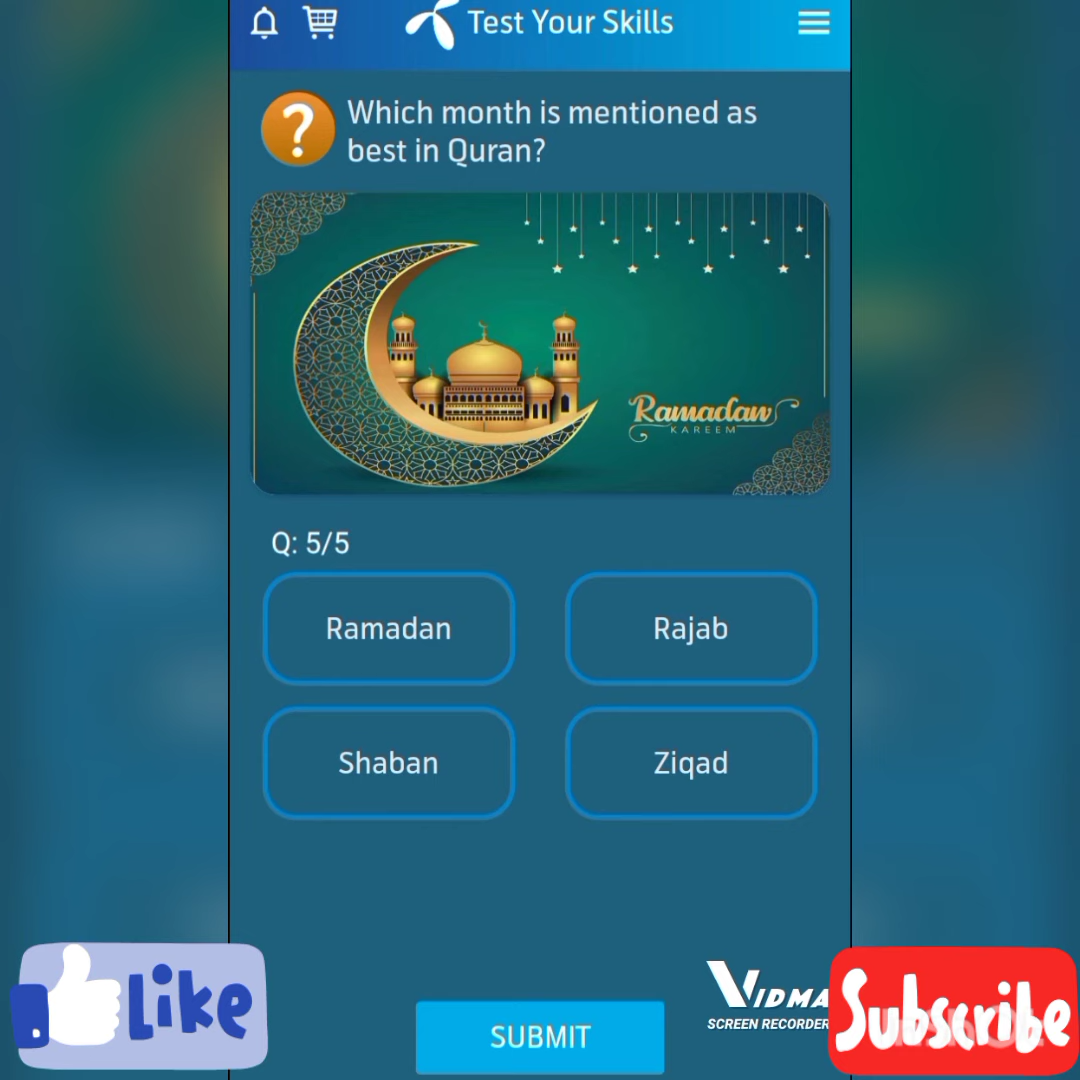 Test Your Skills
Which month is mentioned as
best in Quran?
Ramadan
KAREEM
Q: 5/5
Ramadan
Rajab
Shaban
Ziqad
Like
SUBMIT
VIDMA
SCREEN RECORDER
Subscribe